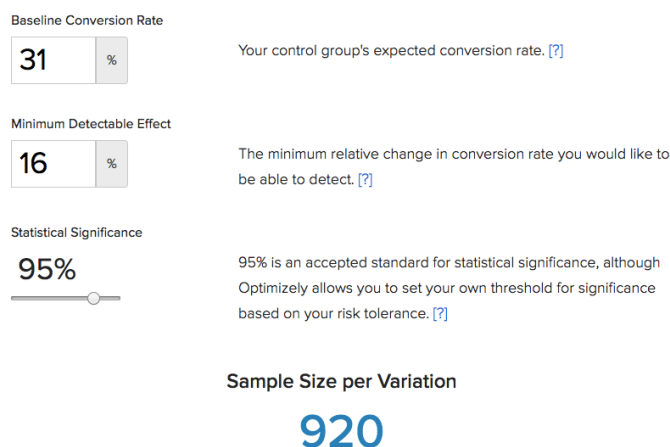 Baseline Conversion Rate
31 %
Your control group's expected conversion rate. [?]
Minimum Detectable Effect
16 %
The minimum relative change in conversion rate you would like to
be able to detect. [?]
Statistical Significance
95%
95% is an accepted standard for statistical significance, although
Optimizely allows you to set your own threshold for significance
based on your risk tolerance. [?]
Sample Size per Variation
920